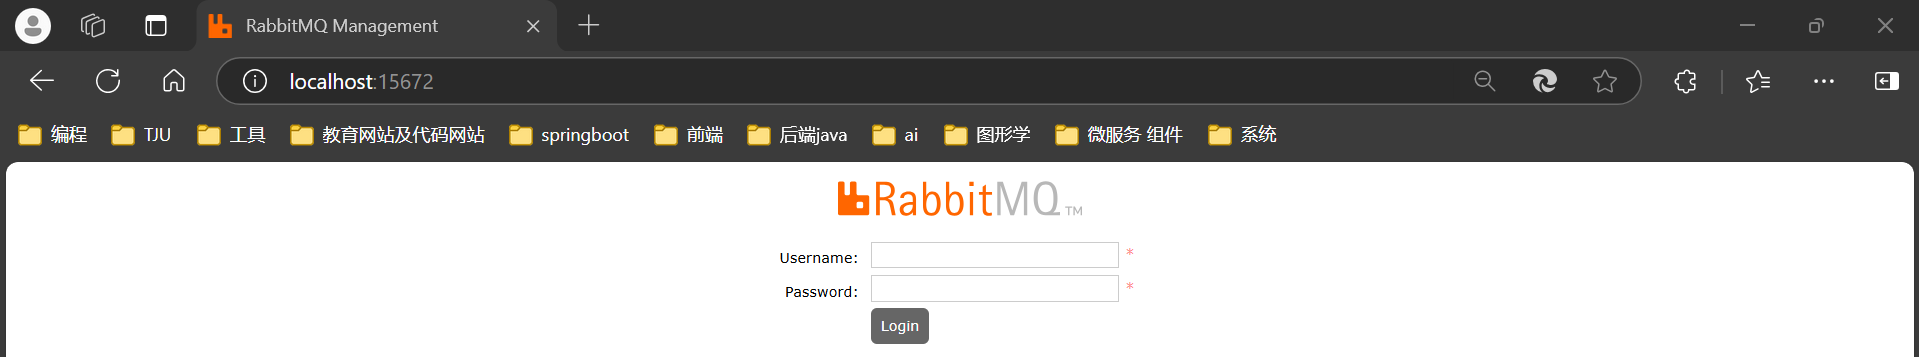 RabbitMQ Management
localhost:15672
编程 TJU 工具 教育网站及代码网站 springboot 前端 后端java ai 图形学 微服务 组件 系统
RabbitMQ TM
Username: *
Password: *
Login